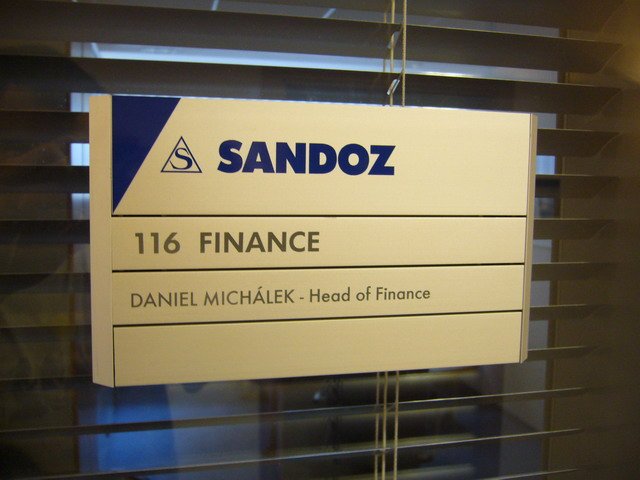 S SANDOZ
116 FINANCE
DANIEL MICHÁLEK - Head of Finance